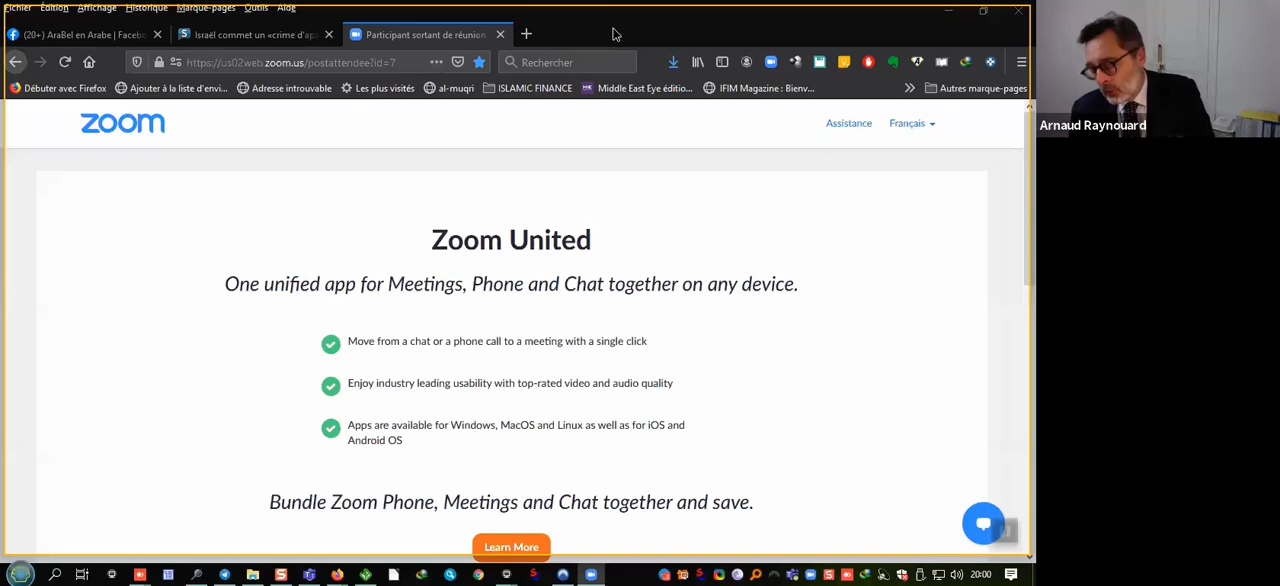 Fichier Édition Affichage Historique Marque-pages Outils Aide
(20+) AraBel en Arabe | Facebo
Israël commet un «crime d'apa
Participant sortant de réunion
https://us02web.zoom.us/postattendee?id=7
Rechercher
Débuter avec Firefox
Ajouter à la liste d'envi...
Adresse introuvable
Les plus visités
al-muqri
ISLAMIC FINANCE
Middle East Eye éditio...
IFIM Magazine : Bienv...
Autres marque-pages
zoom
Assistance
Français
Arnaud Raynouard
Zoom United
One unified app for Meetings, Phone and Chat together on any device.
Move from a chat or a phone call to a meeting with a single click
Enjoy industry leading usability with top-rated video and audio quality
Apps are available for Windows, MacOS and Linux as well as for iOS and
Android OS
Bundle Zoom Phone, Meetings and Chat together and save.
Learn More
20:00